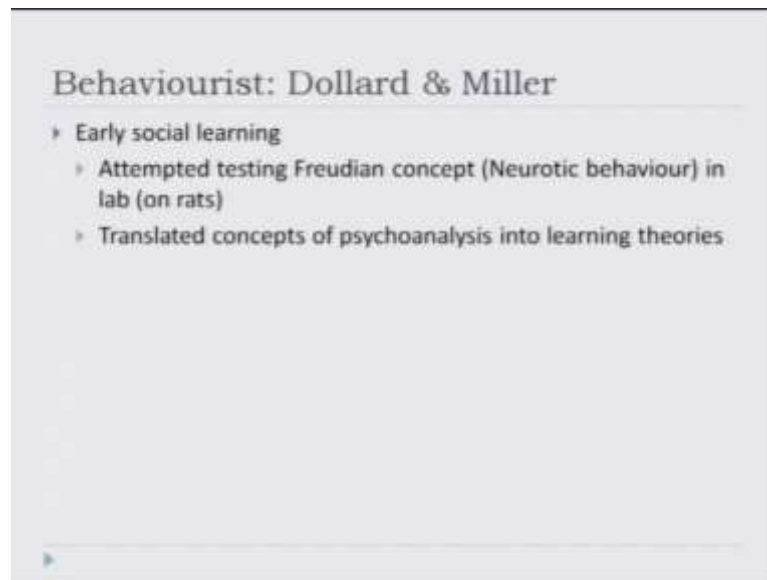 Behaviourist: Dollard & Miller
Early social learning
Attempted testing Freudian concept (Neurotic behaviour) in
lab (on rats)
Translated concepts of psychoanalysis into learning theories